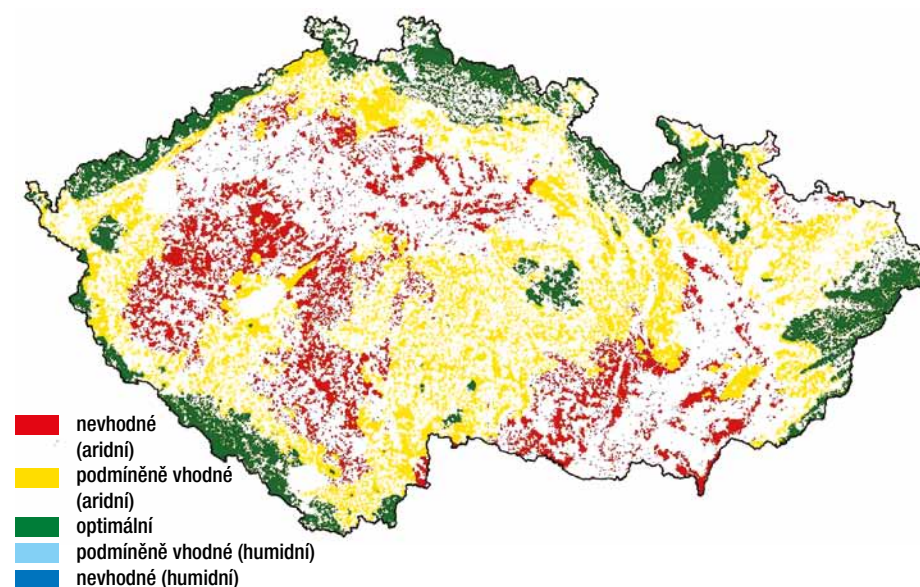 nevhodné
(aridní)
podmíněně vhodné
(aridní)
optimální
podmíněně vhodné (humidní)
nevhodné (humidní)